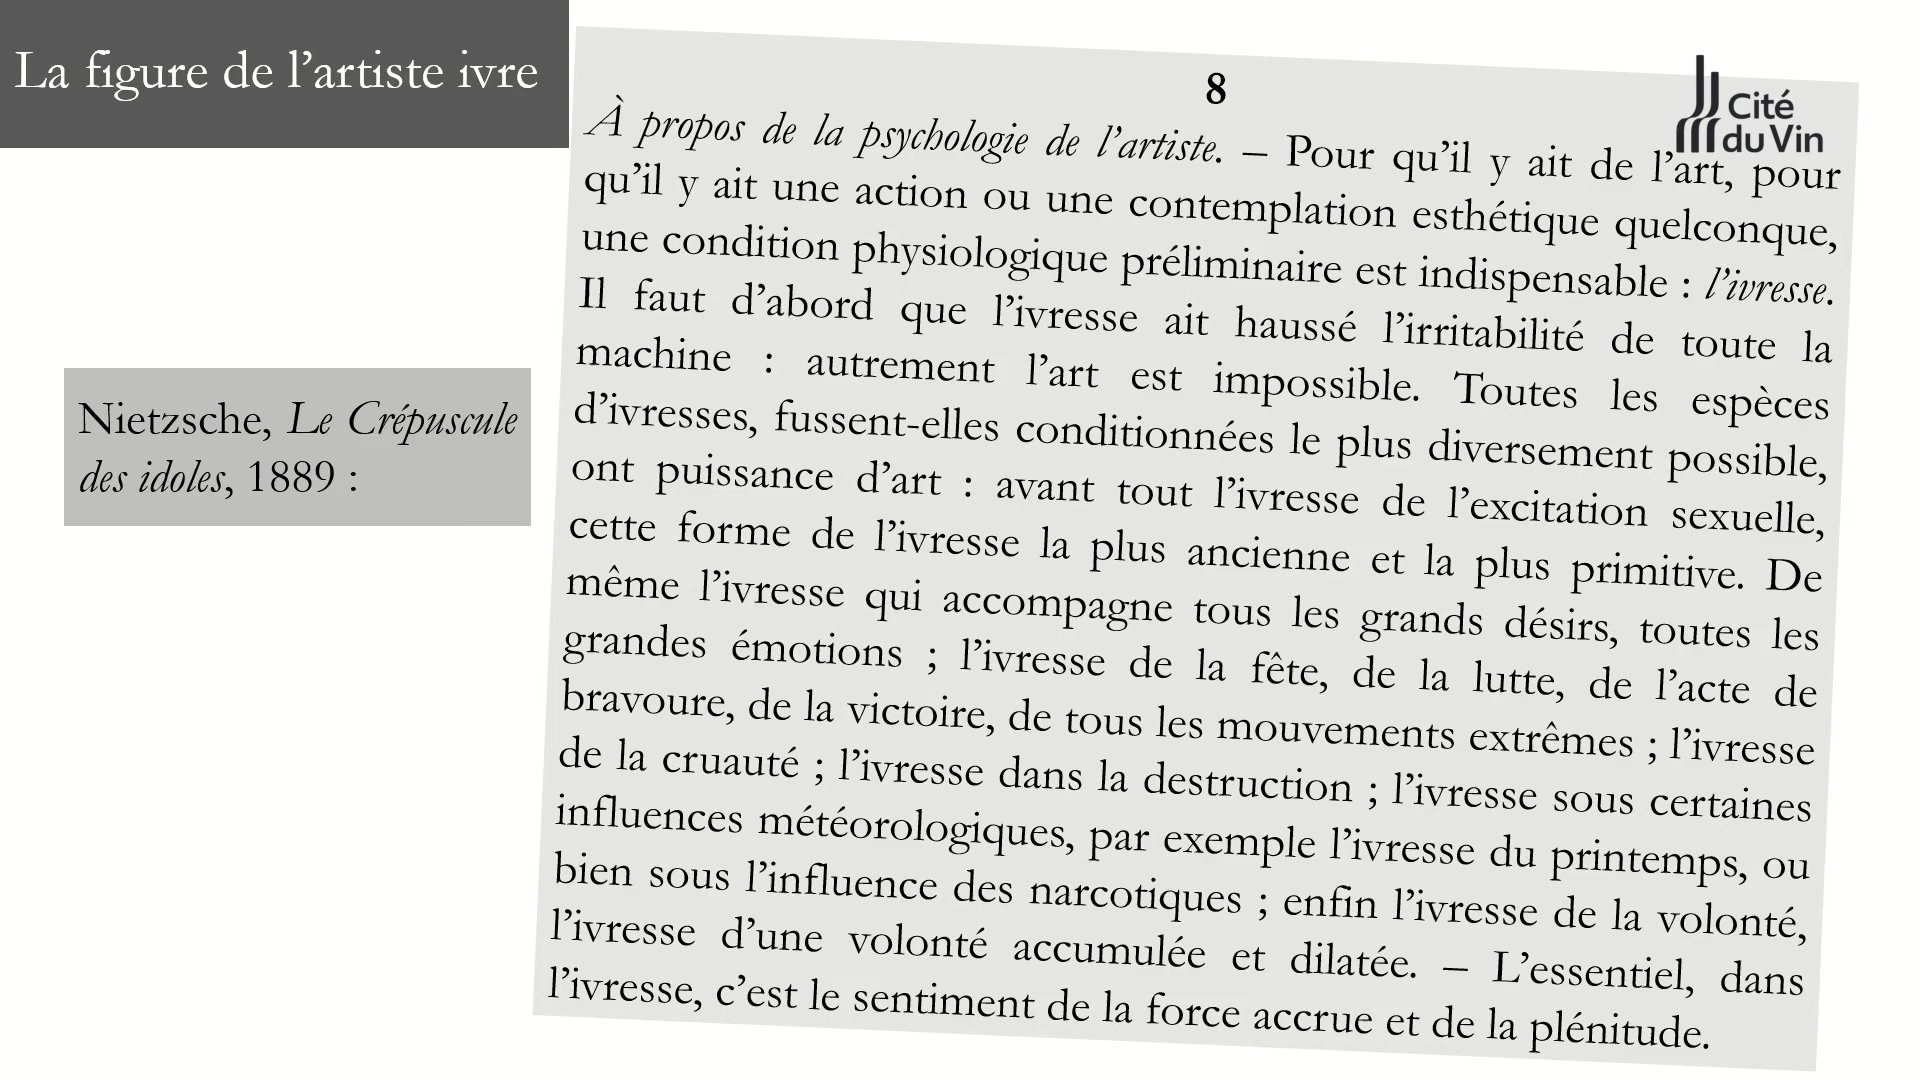 La figure de l’artiste ivre
Nietzsche, Le Crépuscule
des idoles, 1889 :
Cité
du Vin
8
À propos de la psychologie de l’artiste. – Pour qu’il y ait de l’art, pour
qu’il y ait une action ou une contemplation esthétique quelconque,
une condition physiologique préliminaire est indispensable : l’ivresse.
Il faut d’abord que l’ivresse ait haussé l’irritabilité de toute la
machine : autrement l’art est impossible. Toutes les espèces
d’ivresses, fussent-elles conditionnées le plus diversement possible,
ont puissance d’art : avant tout l’ivresse de l’excitation sexuelle,
cette forme de l’ivresse la plus ancienne et la plus primitive. De
même l’ivresse qui accompagne tous les grands désirs, toutes les
grandes émotions ; l’ivresse de la fête, de la lutte, de l’acte de
bravoure, de la victoire, de tous les mouvements extrêmes ; l’ivresse
de la cruauté ; l’ivresse dans la destruction ; l’ivresse sous certaines
influences météorologiques, par exemple l’ivresse du printemps, ou
bien sous l’influence des narcotiques ; enfin l’ivresse de la volonté,
l’ivresse d’une volonté accumulée et dilatée. – L’essentiel, dans
l’ivresse, c’est le sentiment de la force accrue et de la plénitude.